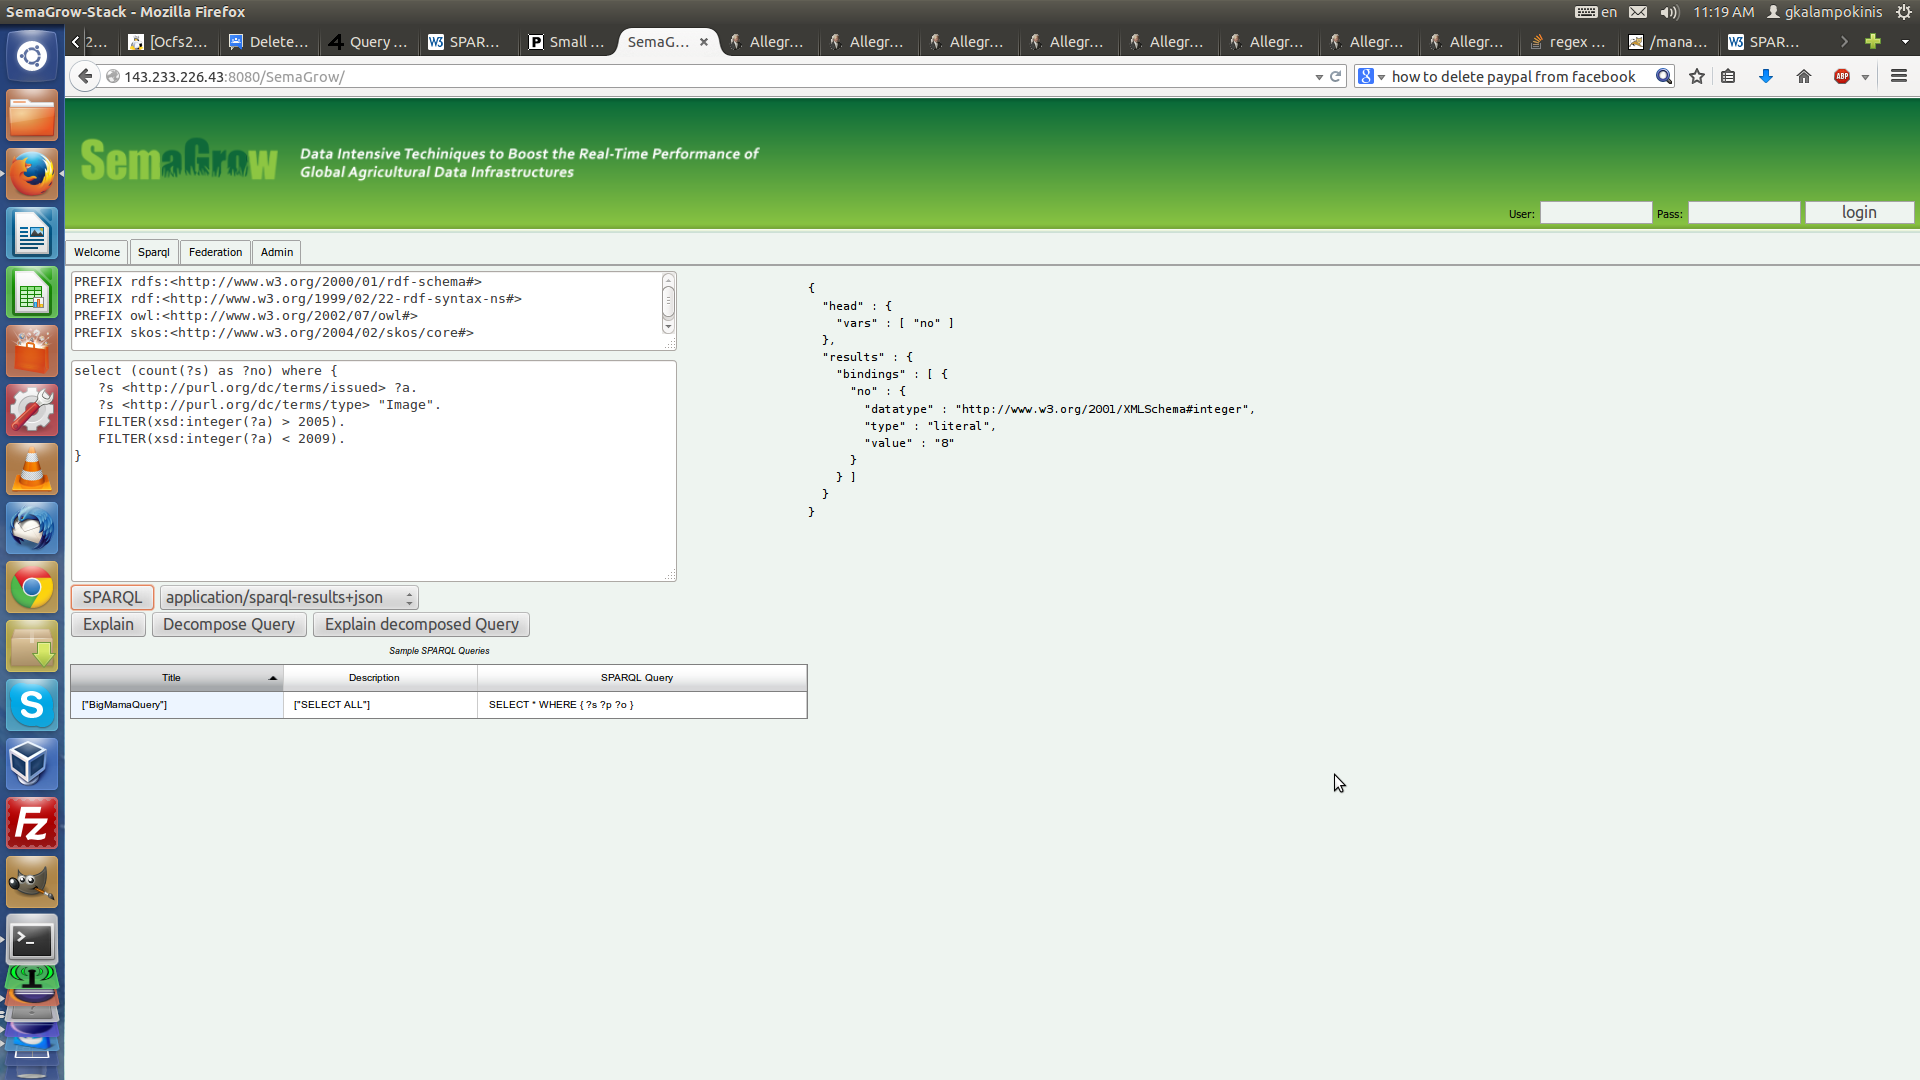 SemaGrow-Stack - Mozilla Firefox
en
11:19 AM
gkalampokinis
2...
[Ocfs2...
Delete...
Query ...
SPAR...
Small ...
SemaG...
Allegr...
Allegr...
Allegr...
Allegr...
Allegr...
Allegr...
Allegr...
Allegr...
regex ...
/mana...
SPAR...
143.233.226.43:8080/SemaGrow/
how to delete paypal from facebook
ABP
SemaGrow
Data Intensive Techiniques to Boost the Real-Time Performance of
Global Agricultural Data Infrastructures
User:
Pass:
login
Welcome
Sparql
Federation
Admin
PREFIX rdfs:<http://www.w3.org/2000/01/rdf-schema#>
PREFIX rdf:<http://www.w3.org/1999/02/22-rdf-syntax-ns#>
PREFIX owl:<http://www.w3.org/2002/07/owl#>
PREFIX skos:<http://www.w3.org/2004/02/skos/core#>
select (count(?s) as ?no) where {
?s <http://purl.org/dc/terms/issued> ?a.
?s <http://purl.org/dc/terms/type> "Image".
FILTER(xsd:integer(?a) > 2005).
FILTER(xsd:integer(?a) < 2009).
}
SPARQL
application/sparql-results+json
Explain
Decompose Query
Explain decomposed Query
Sample SPARQL Queries
Title
Description
SPARQL Query
["BigMamaQuery"]
["SELECT ALL"]
SELECT * WHERE { ?s ?p ?o }
{
"head" : {
"vars" : [ "no" ]
},
"results" : {
"bindings" : [ {
"no" : {
"datatype" : "http://www.w3.org/2001/XMLSchema#integer",
"type" : "literal",
"value" : "8"
}
} ]
}
}